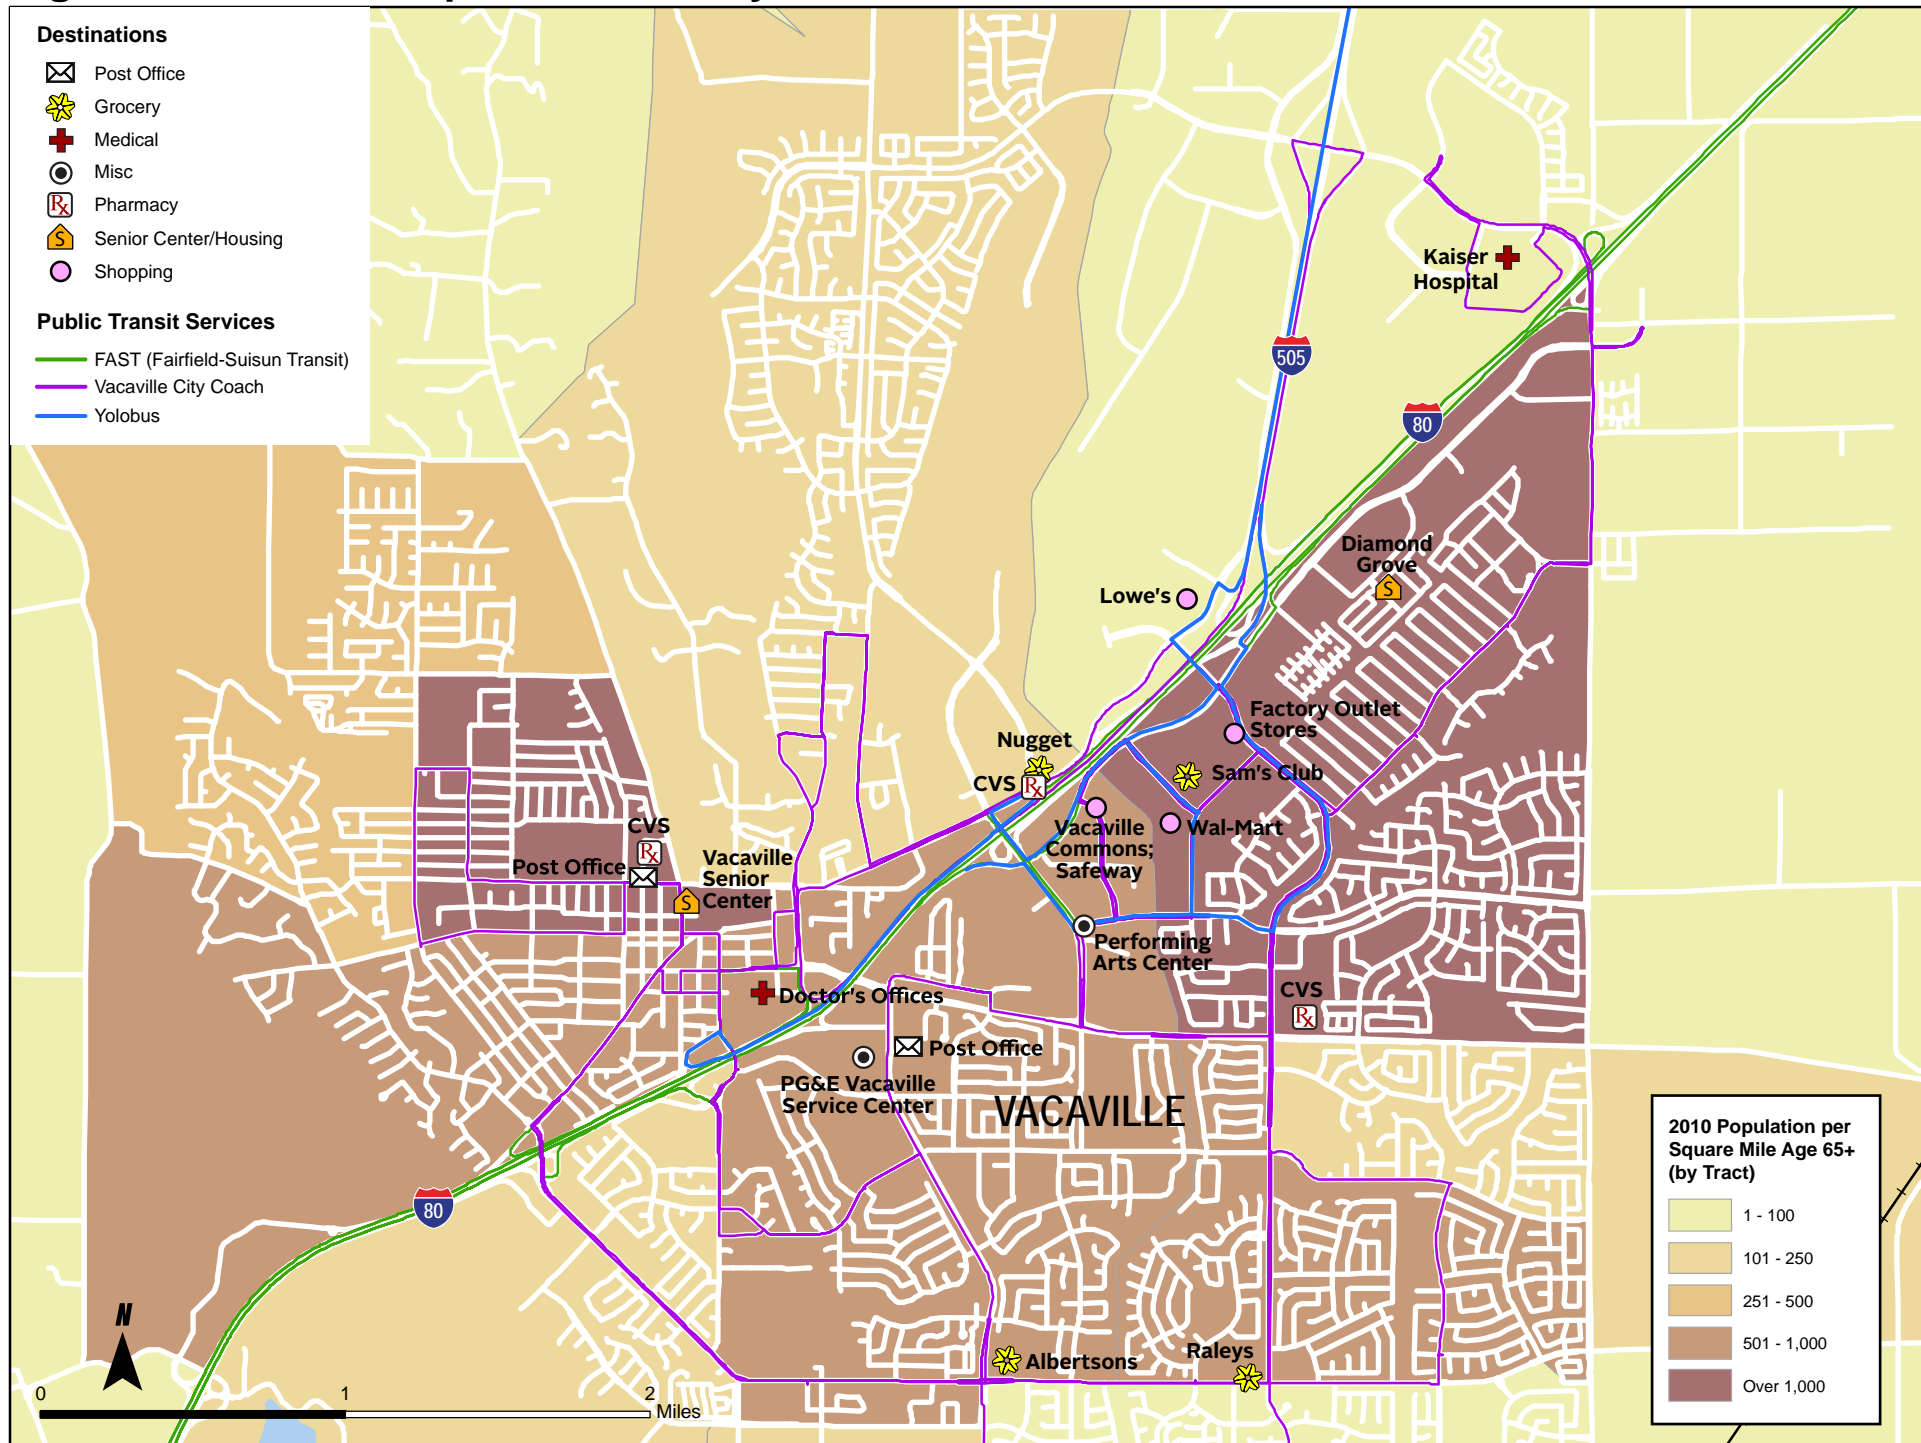 Destinations
Post Office
Grocery
Medical
Misc
Pharmacy
Senior Center/Housing
Shopping
Public Transit Services
FAST (Fairfield-Suisun Transit)
Vacaville City Coach
Yolobus
Kaiser
Hospital
505
80
Diamond
Grove
S
Lowe's
Factory Outlet
Stores
Nugget
CVS
Rx
Sam's Club
Vacaville
Commons;
Safeway
Wal-Mart
CVS
Rx
Post Office
Vacaville
Senior
Center
S
Performing
Arts Center
Doctor's Offices
CVS
Rx
Post Office
PG&E Vacaville
Service Center
VACAVILLE
80
Albertsons
Raleys
2010 Population per
Square Mile Age 65+
(by Tract)
1 - 100
101 - 250
251 - 500
501 - 1,000
Over 1,000
N
0 1 2
Miles